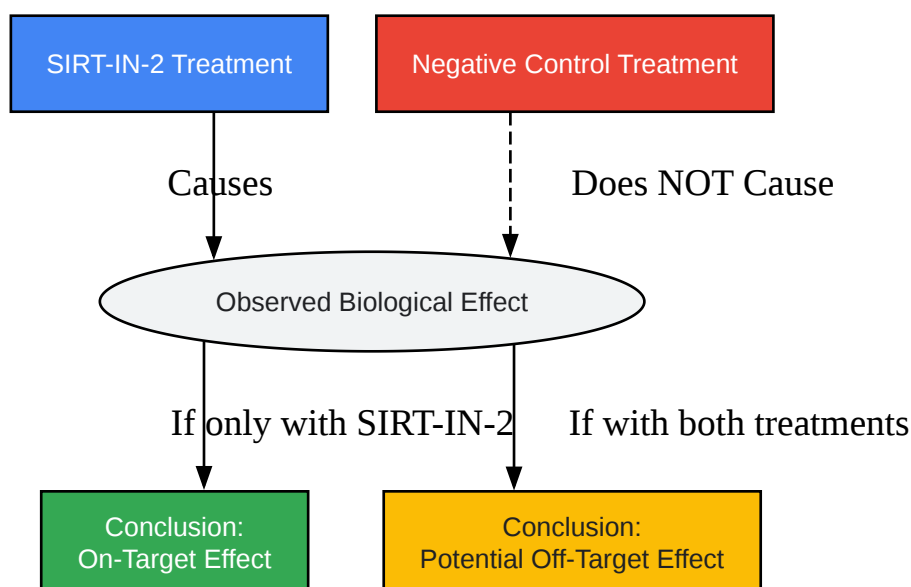 SIRT-IN-2 Treatment
Negative Control Treatment
Causes
Does NOT Cause
Observed Biological Effect
If only with SIRT-IN-2
If with both treatments
Conclusion:
On-Target Effect
Conclusion:
Potential Off-Target Effect